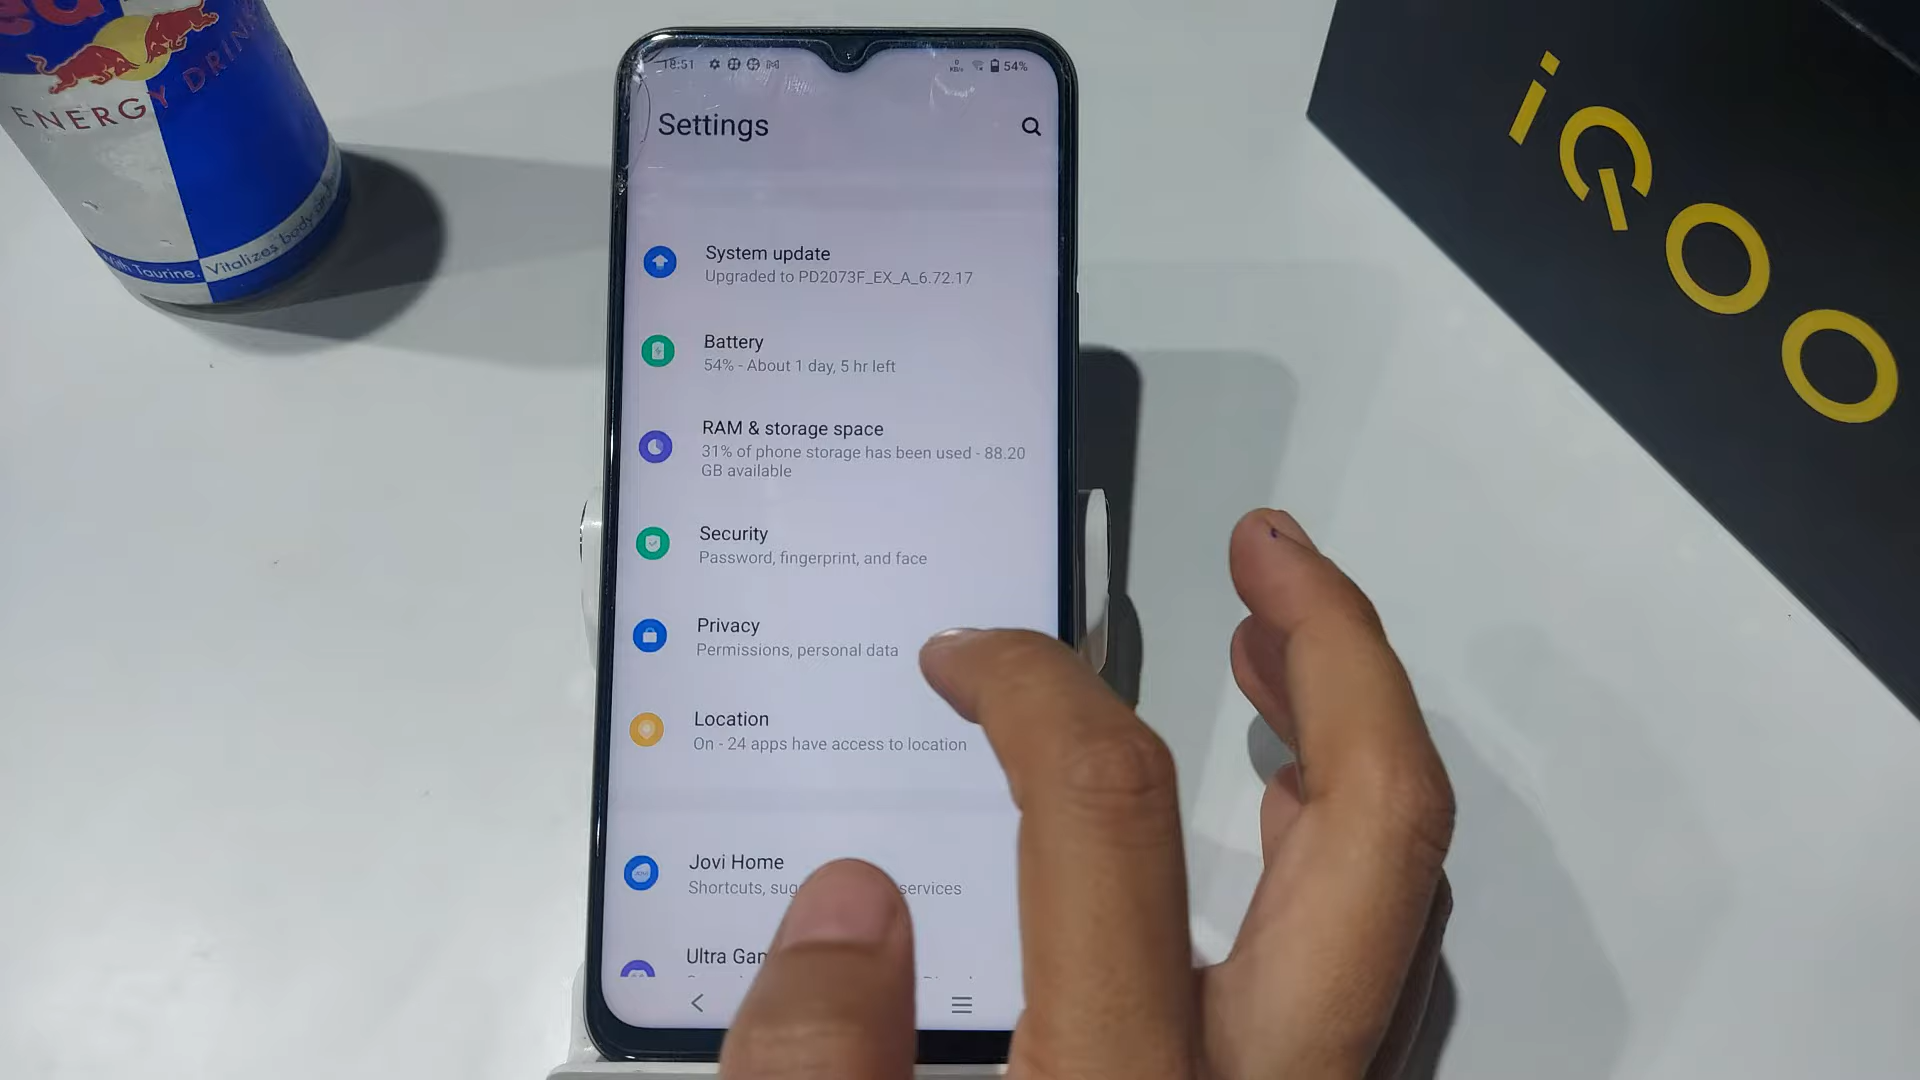 ENERGY DRINK
With Taurine. Vitalizes body and
iQOO
18:51
54%
Settings
System update
Upgraded to PD2073F_EX_A_6.72.17
Battery
54% - About 1 day, 5 hr left
RAM & storage space
31% of phone storage has been used - 88.20
GB available
Security
Password, fingerprint, and face
Privacy
Permissions, personal data
Location
On - 24 apps have access to location
Jovi Home
Shortcuts, services
Ultra